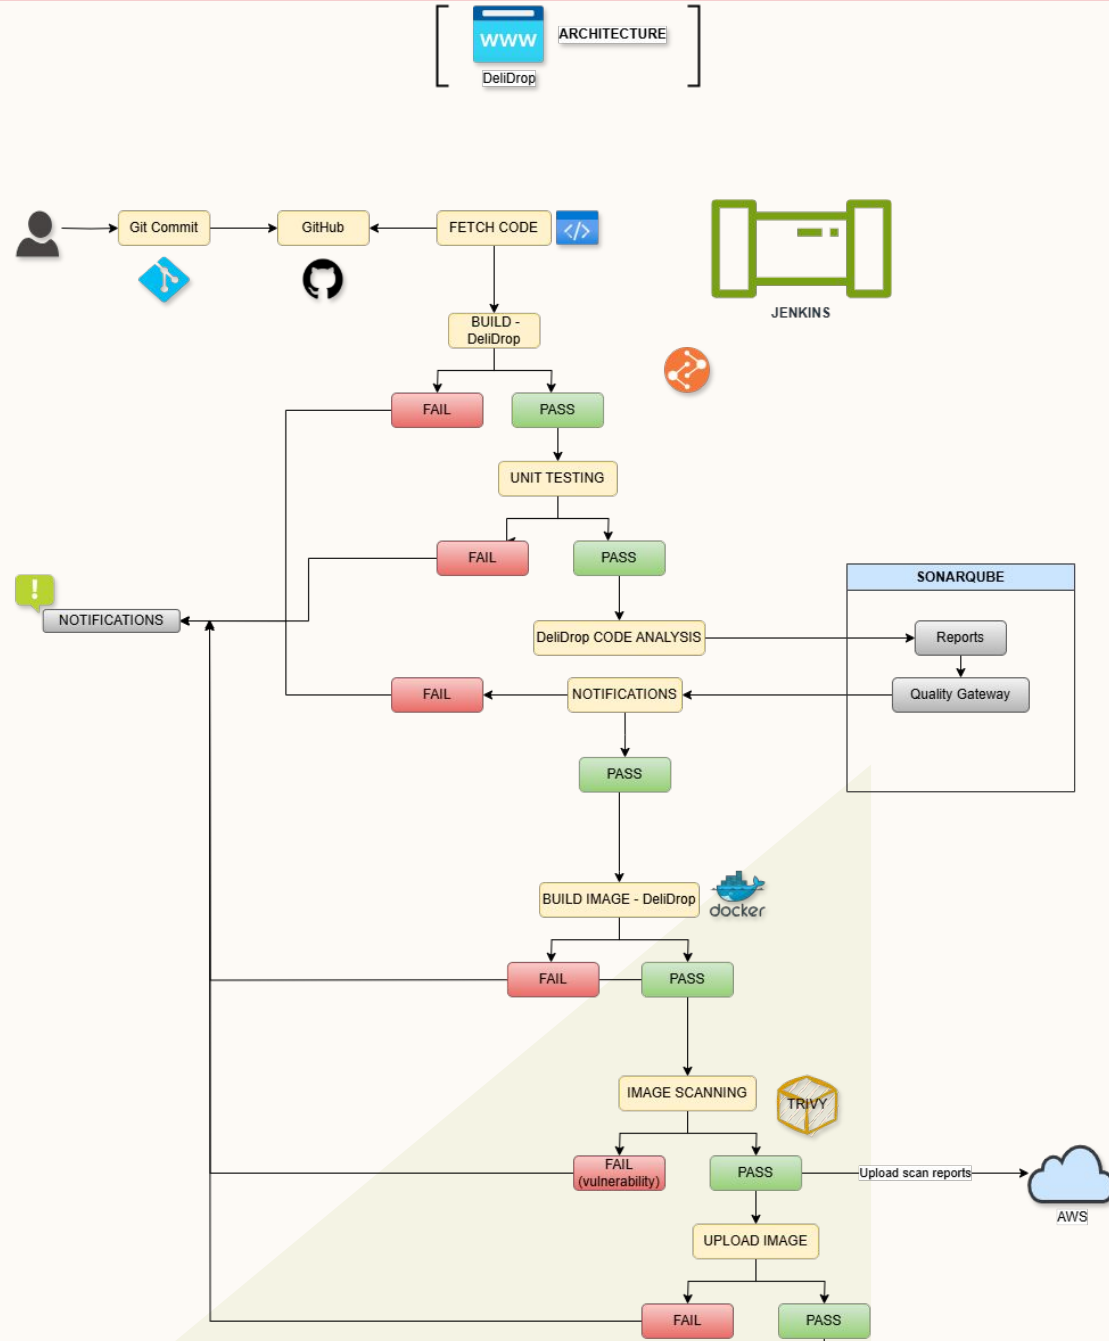 WWW
ARCHITECTURE
DeliDrop
Git Commit
GitHub
FETCH CODE
</>
JENKINS
BUILD -
DeliDrop
FAIL
PASS
UNIT TESTING
FAIL
PASS
SONARQUBE
!
NOTIFICATIONS
DeliDrop CODE ANALYSIS
Reports
FAIL
NOTIFICATIONS
Quality Gateway
PASS
BUILD IMAGE - DeliDrop
docker
FAIL
PASS
IMAGE SCANNING
TRIVY
FAIL
(vulnerability)
PASS
Upload scan reports
AWS
UPLOAD IMAGE
FAIL
PASS